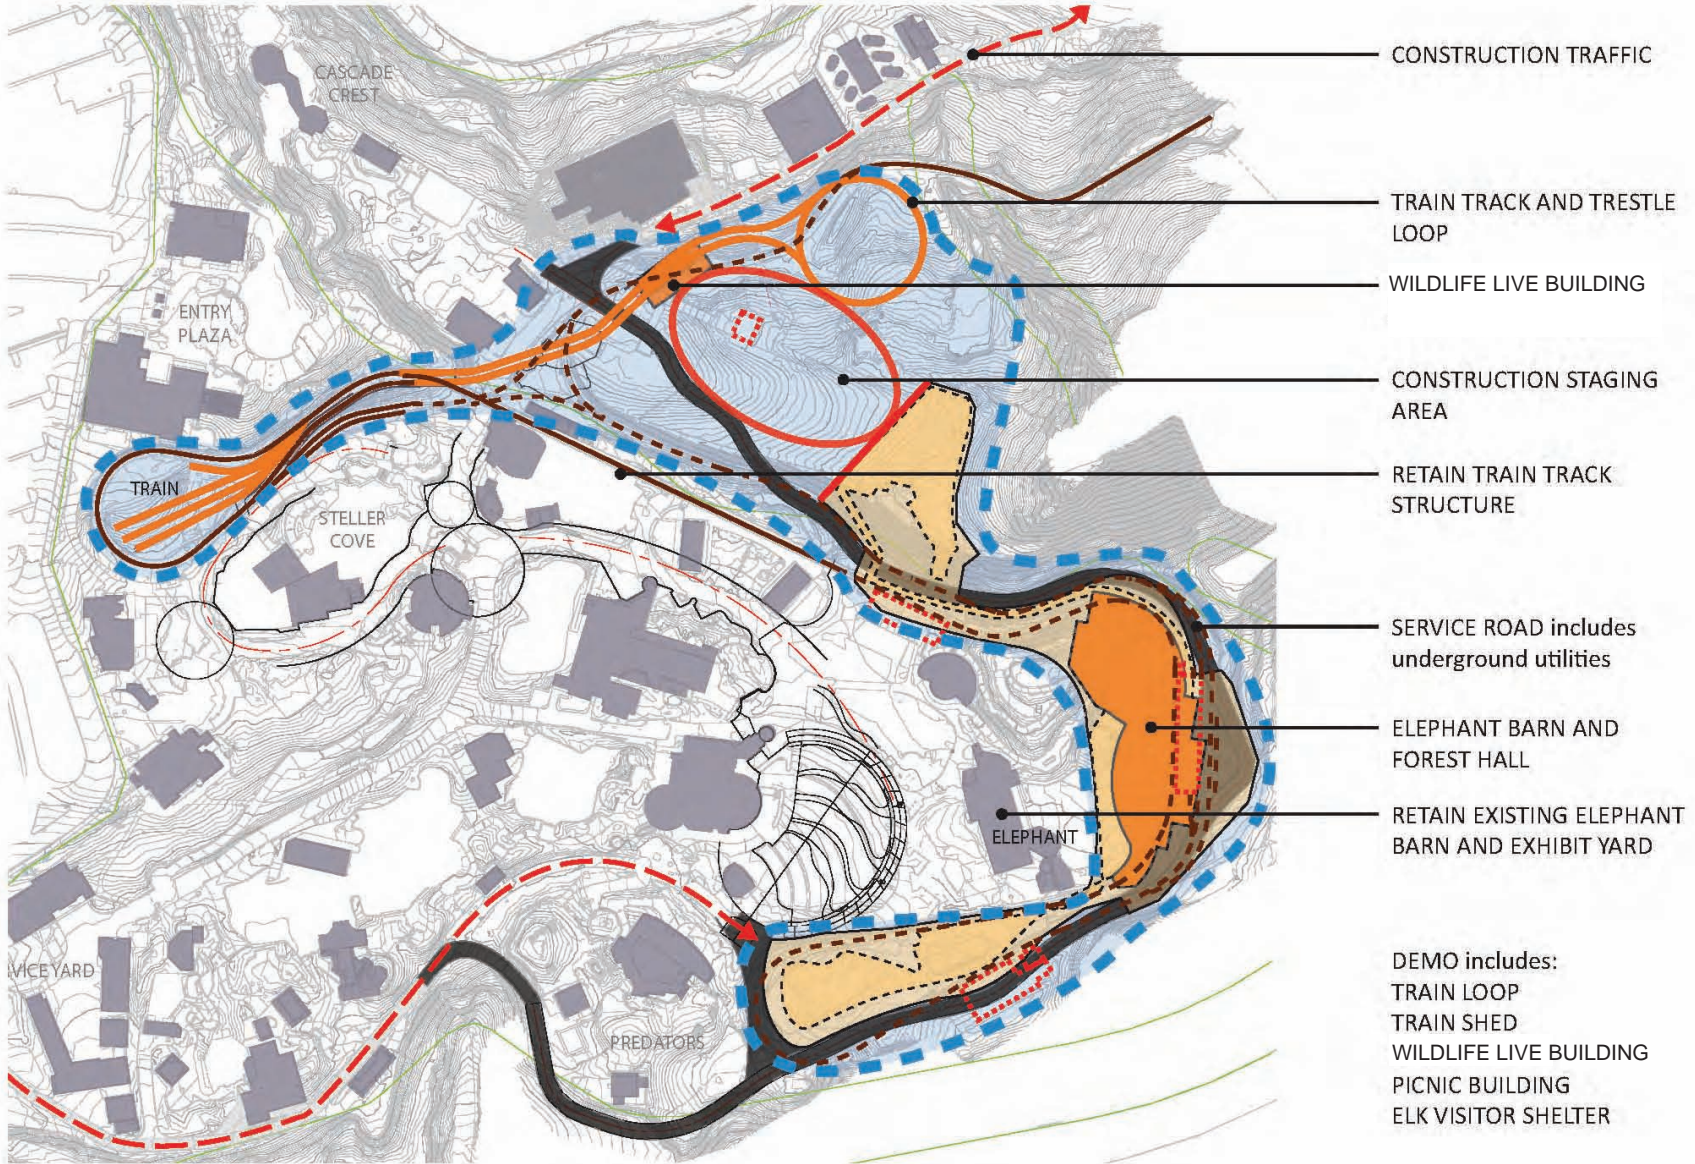 CASCADE
CREST
ENTRY
PLAZA
TRAIN
STELLER
COVE
ELEPHANT
VICE YARD
PREDATORS
CONSTRUCTION TRAFFIC
TRAIN TRACK AND TRESTLE
LOOP
WILDLIFE LIVE BUILDING
CONSTRUCTION STAGING
AREA
RETAIN TRAIN TRACK
STRUCTURE
SERVICE ROAD includes
underground utilities
ELEPHANT BARN AND
FOREST HALL
RETAIN EXISTING ELEPHANT
BARN AND EXHIBIT YARD
DEMO includes:
TRAIN LOOP
TRAIN SHED
WILDLIFE LIVE BUILDING
PICNIC BUILDING
ELK VISITOR SHELTER